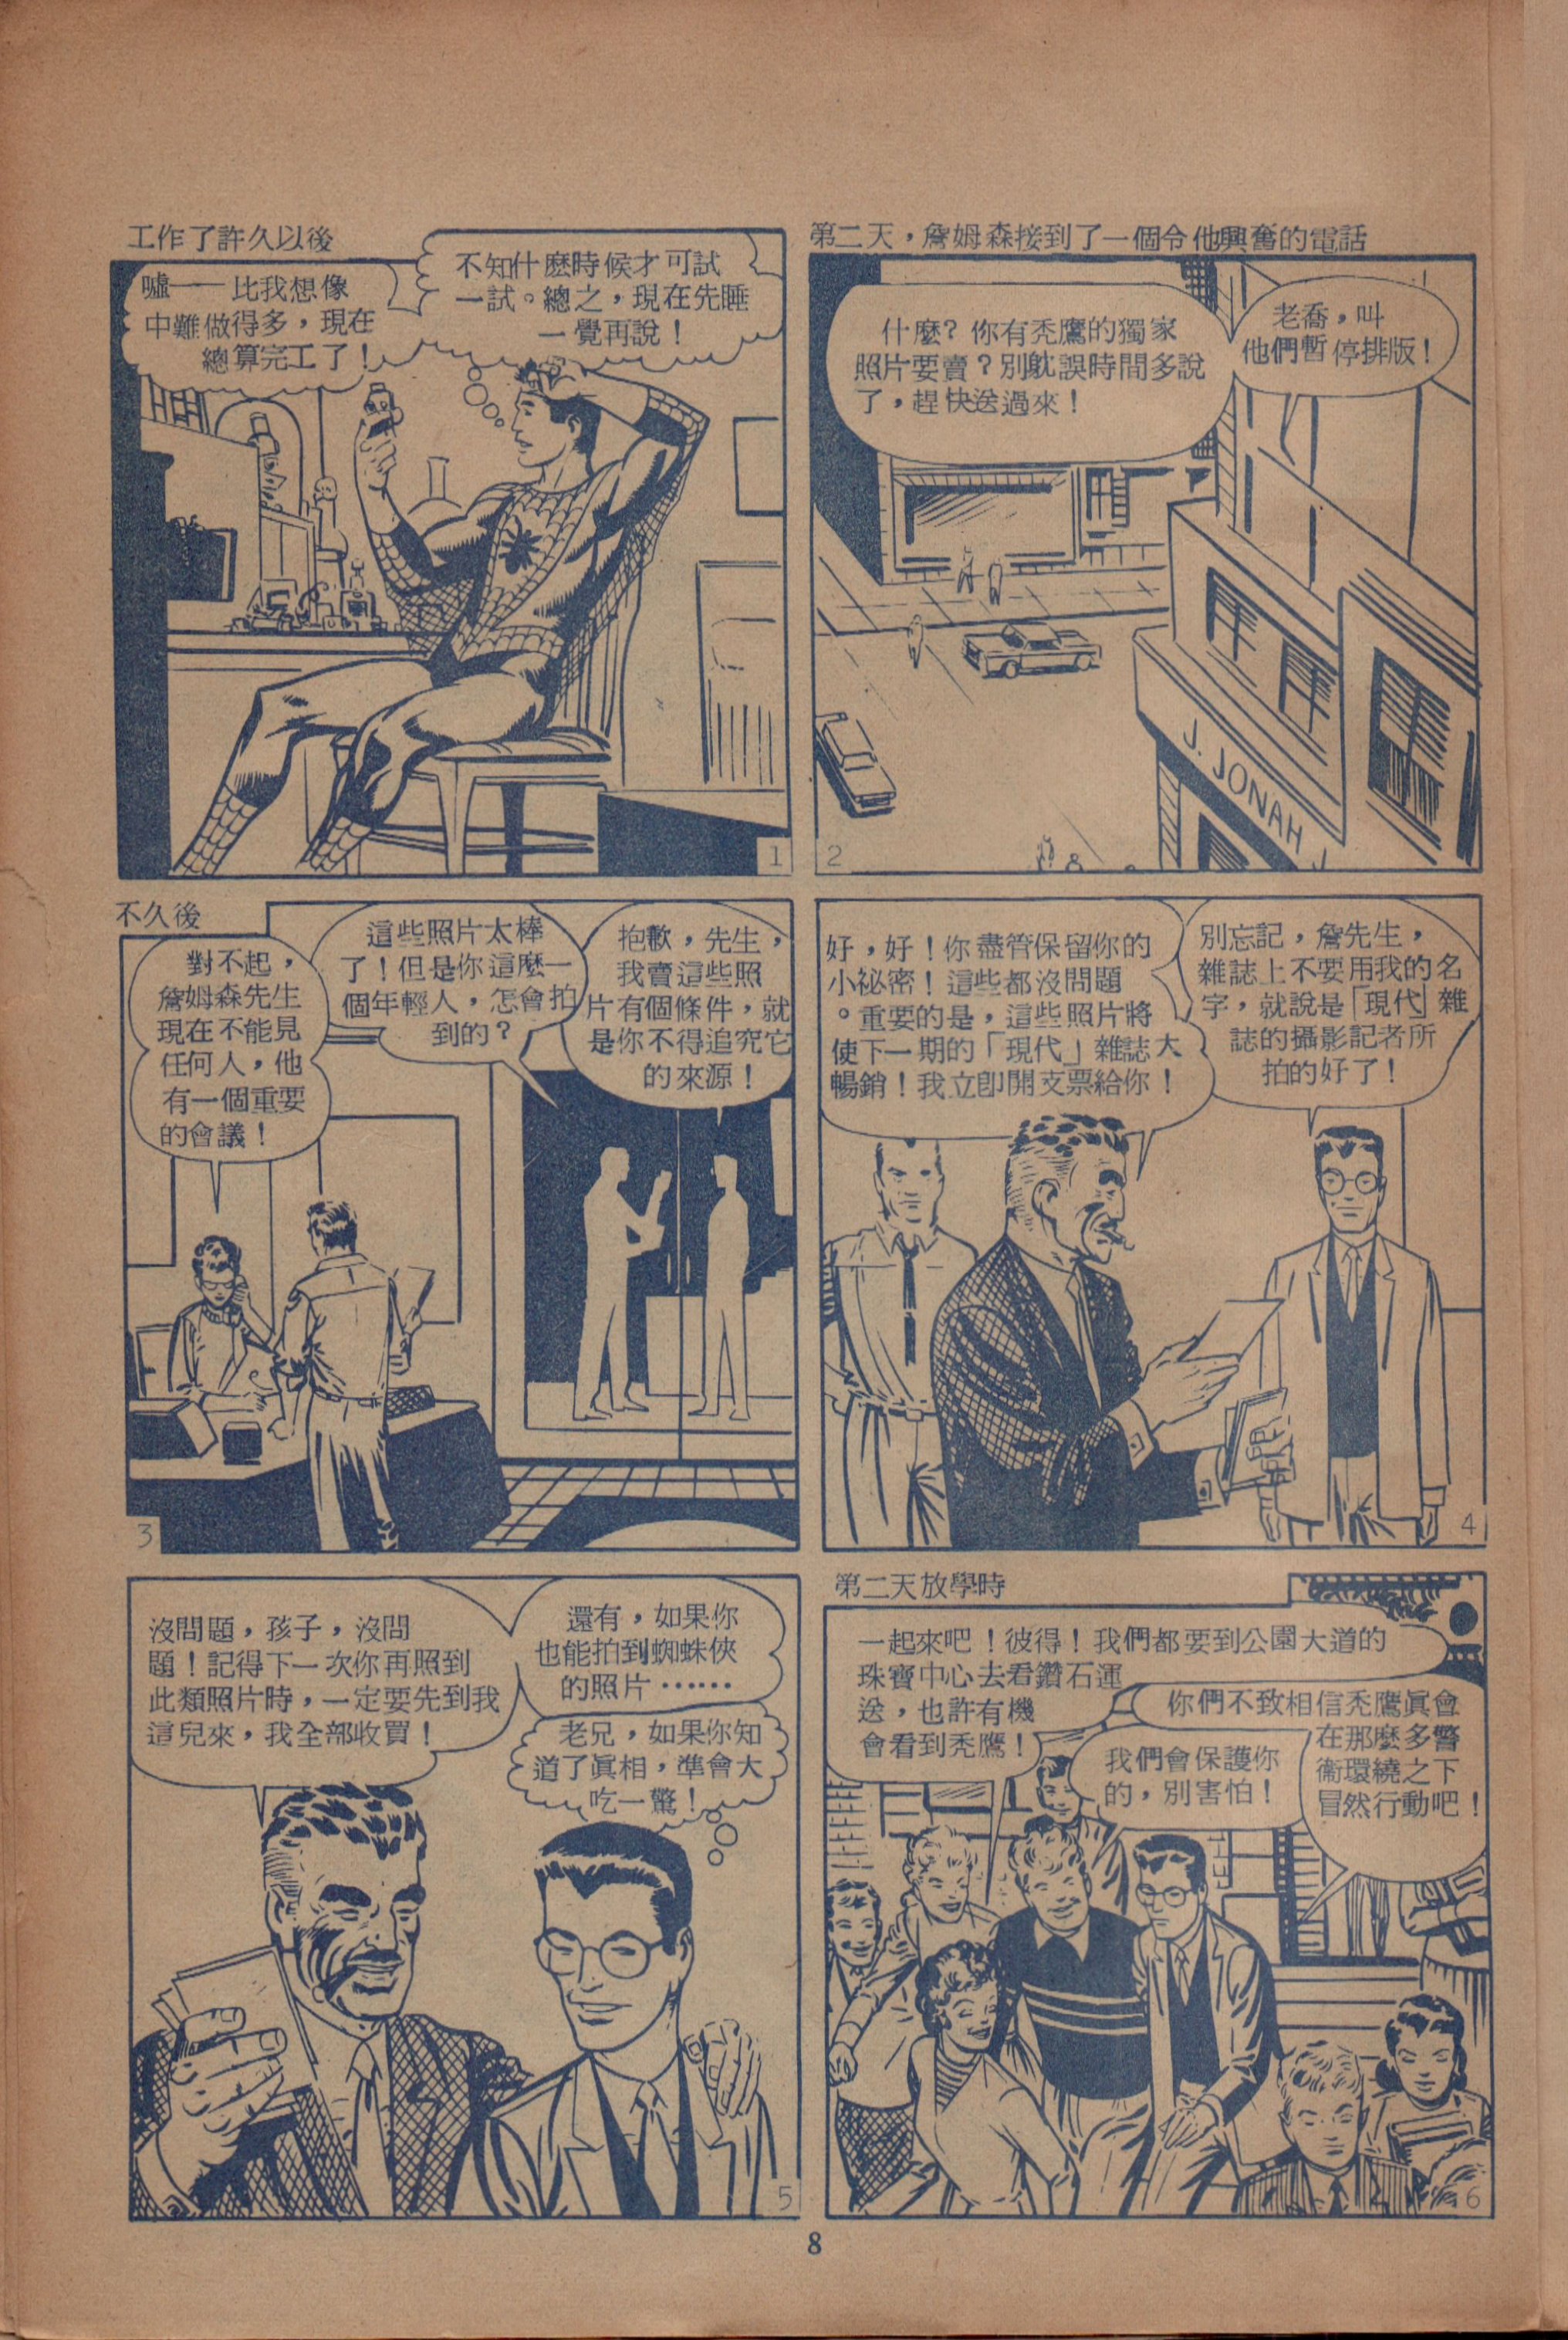 工作了許久以後
噓——比我想像
中難做得多，現在
總算完工了！
不知什麽時候才可試
一試。總之，現在先睡
一覺再說！
1
第二天，詹姆森接到了一個令他興奮的電話
什麼？你有禿鷹的獨家
照片要賣？別躭誤時間多說
了，趕快送過來！
老喬，叫
他們暫停排版！
J. JONAH J
2
不久後
對不起，
詹姆森先生
現在不能見
任何人，他
有一個重要
的會議！
這些照片太棒
了！但是你這麼一
個年輕人，怎會拍
到的？
抱歉，先生，
我賣這些照
片有個條件，就
是你不得追究它
的來源！
3
好，好！你盡管保留你的
小祕密！這些都沒問題
。重要的是，這些照片將
使下一期的「現代」雜誌大
暢銷！我立即開支票給你！
別忘記，詹先生，
雜誌上不要用我的名
字，就說是「現代」雜
誌的攝影記者所
拍的好了！
4
沒問題，孩子，沒問
題！記得下一次你再照到
此類照片時，一定要先到我
這兒來，我全部收買！
還有，如果你
也能拍到蜘蛛俠
的照片……
老兄，如果你知
道了眞相，準會大
吃一驚！
5
第二天放學時
一起來吧！彼得！我們都要到公園大道的
珠寶中心去看鑽石運
送，也許有機
會看到禿鷹！
我們會保護你
的，別害怕！
你們不致相信禿鷹眞會
在那麼多警
衞環繞之下
冒然行動吧！
6
8